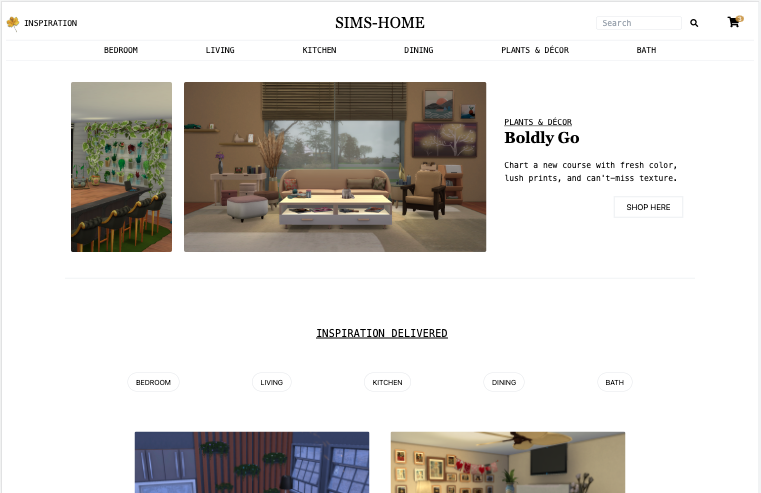 INSPIRATION
SIMS-HOME
Search
BEDROOM LIVING KITCHEN DINING PLANTS & DÉCOR BATH
PLANTS & DÉCOR
Boldly Go
Chart a new course with fresh color,
lush prints, and can't-miss texture.
SHOP HERE
INSPIRATION DELIVERED
BEDROOM LIVING KITCHEN DINING BATH